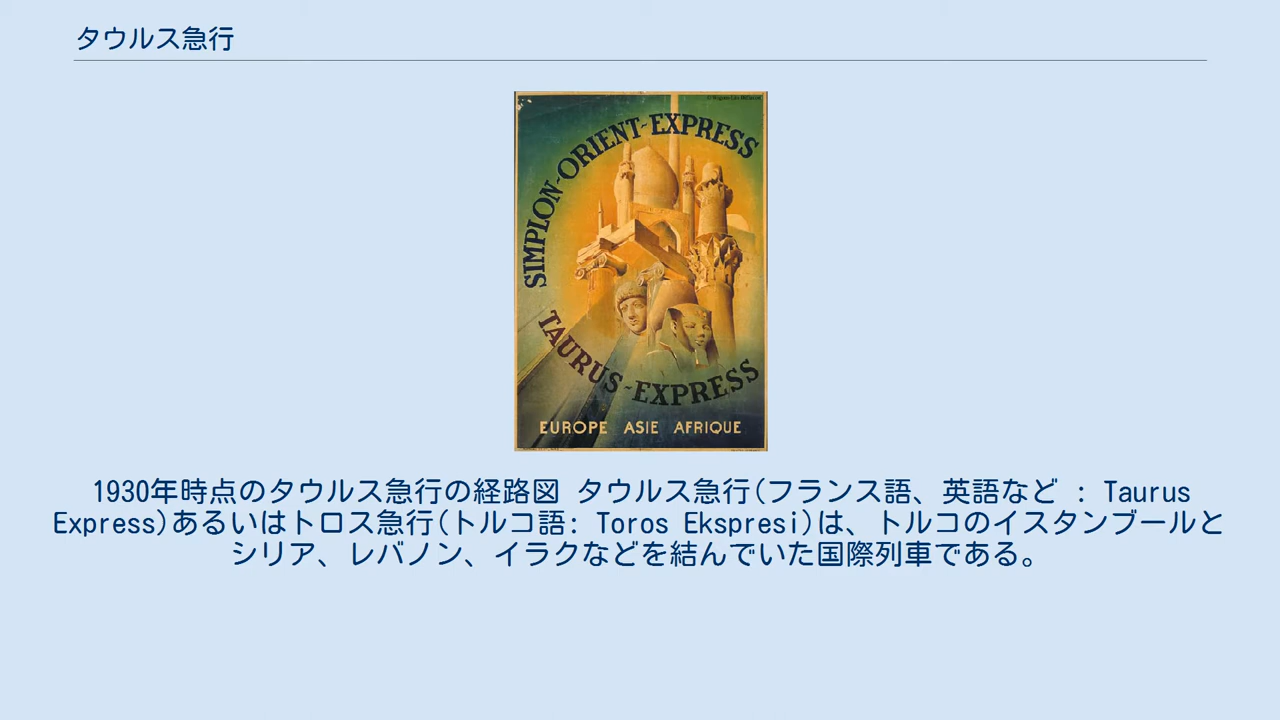 タウルス急行
SIMPLON-ORIENT-EXPRESS
TAURUS-EXPRESS
EUROPE ASIE AFRIQUE
1930年時点のタウルス急行の経路図 タウルス急行(フランス語、英語など : Taurus
Express)あるいはトロス急行(トルコ語: Toros Ekspresi)は、トルコのイスタンブールと
シリア、レバノン、イラクなどを結んでいた国際列車である。